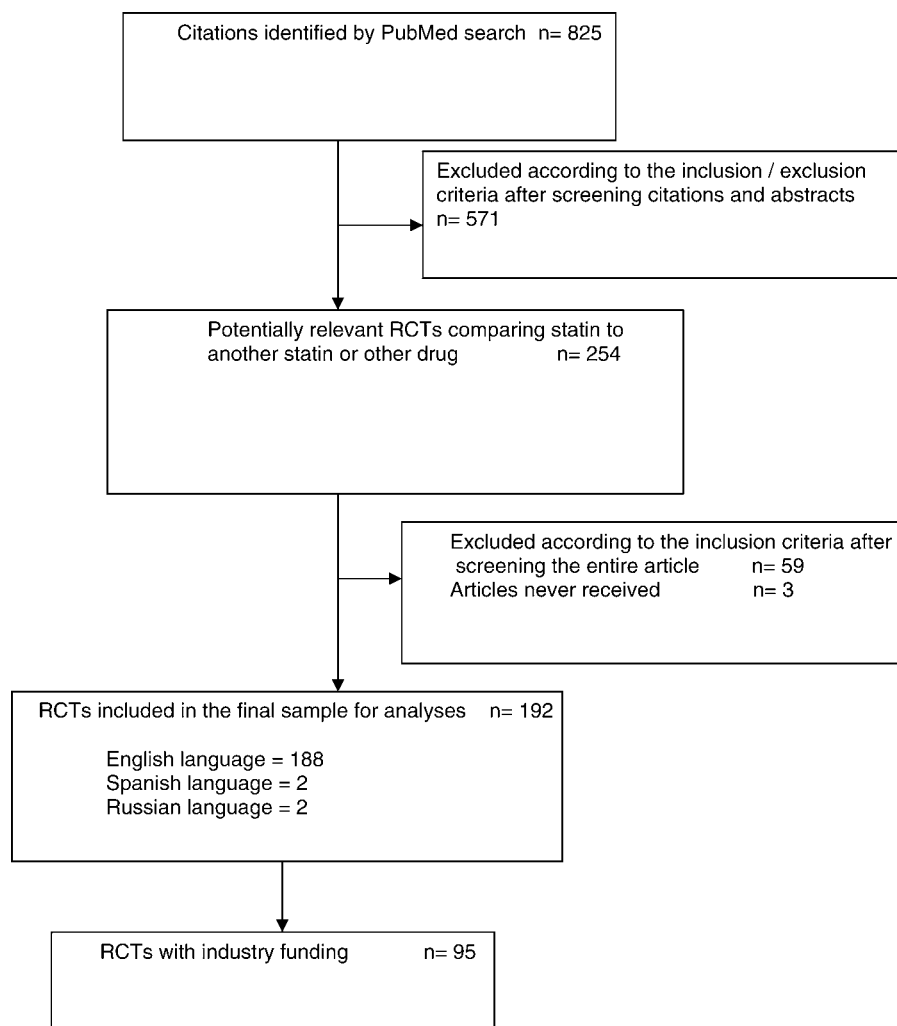 Citations identified by PubMed search n= 825
Excluded according to the inclusion / exclusion
criteria after screening citations and abstracts
n= 571
Potentially relevant RCTs comparing statin to
another statin or other drug n= 254
Excluded according to the inclusion criteria after
screening the entire article n= 59
Articles never received n= 3
RCTs included in the final sample for analyses n= 192
English language = 188
Spanish language = 2
Russian language = 2
RCTs with industry funding n= 95